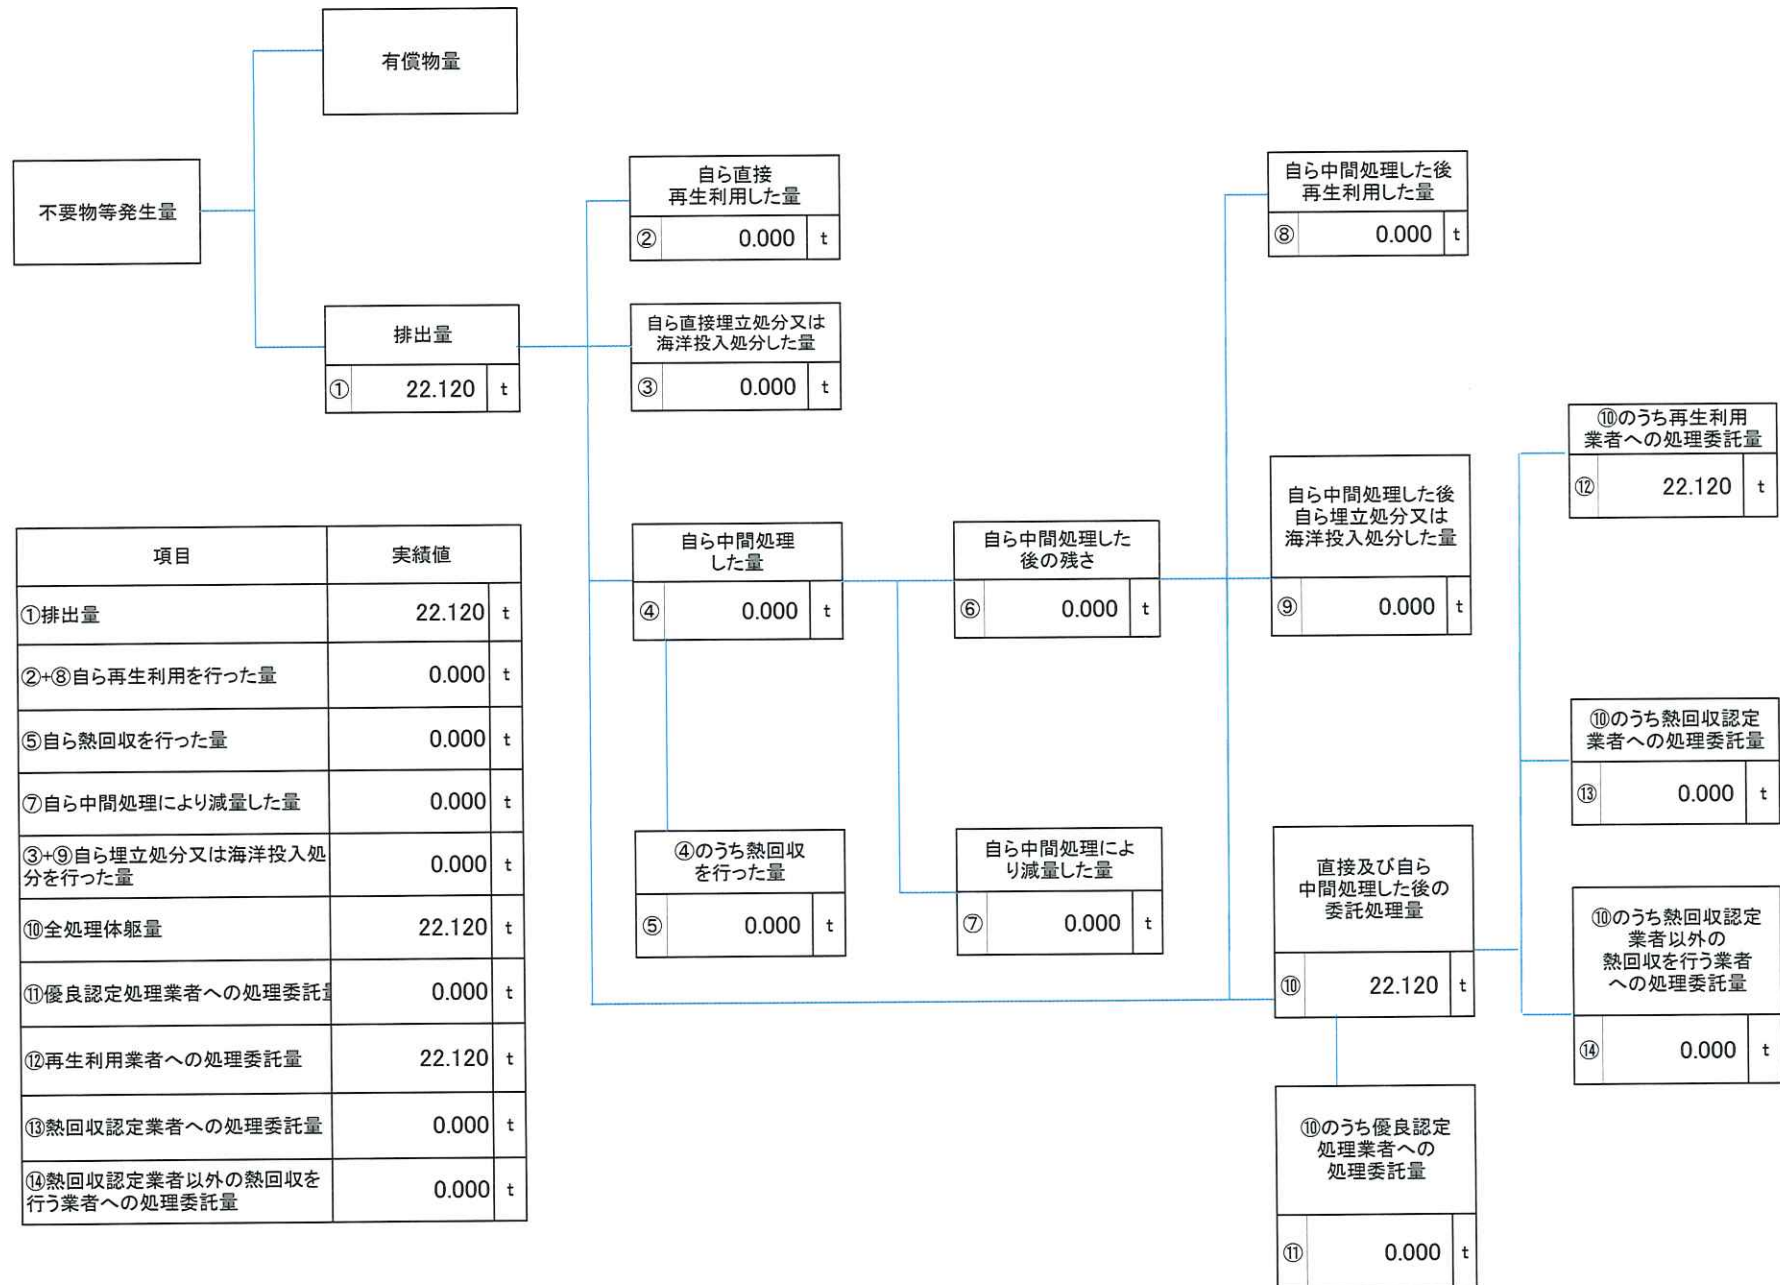 有償物量
不要物等発生量
排出量
① 22.120 t
自ら直接
再生利用した量
② 0.000 t
自ら直接埋立処分又は
海洋投入処分した量
③ 0.000 t
自ら中間処理
した量
④ 0.000 t
④のうち熱回収
を行った量
⑤ 0.000 t
自ら中間処理した
後の残さ
⑥ 0.000 t
自ら中間処理によ
り減量した量
⑦ 0.000 t
自ら中間処理した後
再生利用した量
⑧ 0.000 t
自ら中間処理した後
自ら埋立処分又は
海洋投入処分した量
⑨ 0.000 t
直接及び自ら
中間処理した後の
委託処理量
⑩ 22.120 t
⑩のうち優良認定
処理業者への
処理委託量
⑪ 0.000 t
⑩のうち再生利用
業者への処理委託量
⑫ 22.120 t
⑩のうち熱回収認定
業者への処理委託量
⑬ 0.000 t
⑩のうち熱回収認定
業者以外の
熱回収を行う業者
への処理委託量
⑭ 0.000 t
項目 実績値
①排出量 22.120 t
②+⑧自ら再生利用を行った量 0.000 t
⑤自ら熱回収を行った量 0.000 t
⑦自ら中間処理により減量した量 0.000 t
③+⑨自ら埋立処分又は海洋投入処
分を行った量 0.000 t
⑩全処理体躯量 22.120 t
⑪優良認定処理業者への処理委託 0.000 t
⑫再生利用業者への処理委託量 22.120 t
⑬熱回収認定業者への処理委託量 0.000 t
⑭熱回収認定業者以外の熱回収を
行う業者への処理委託量 0.000 t